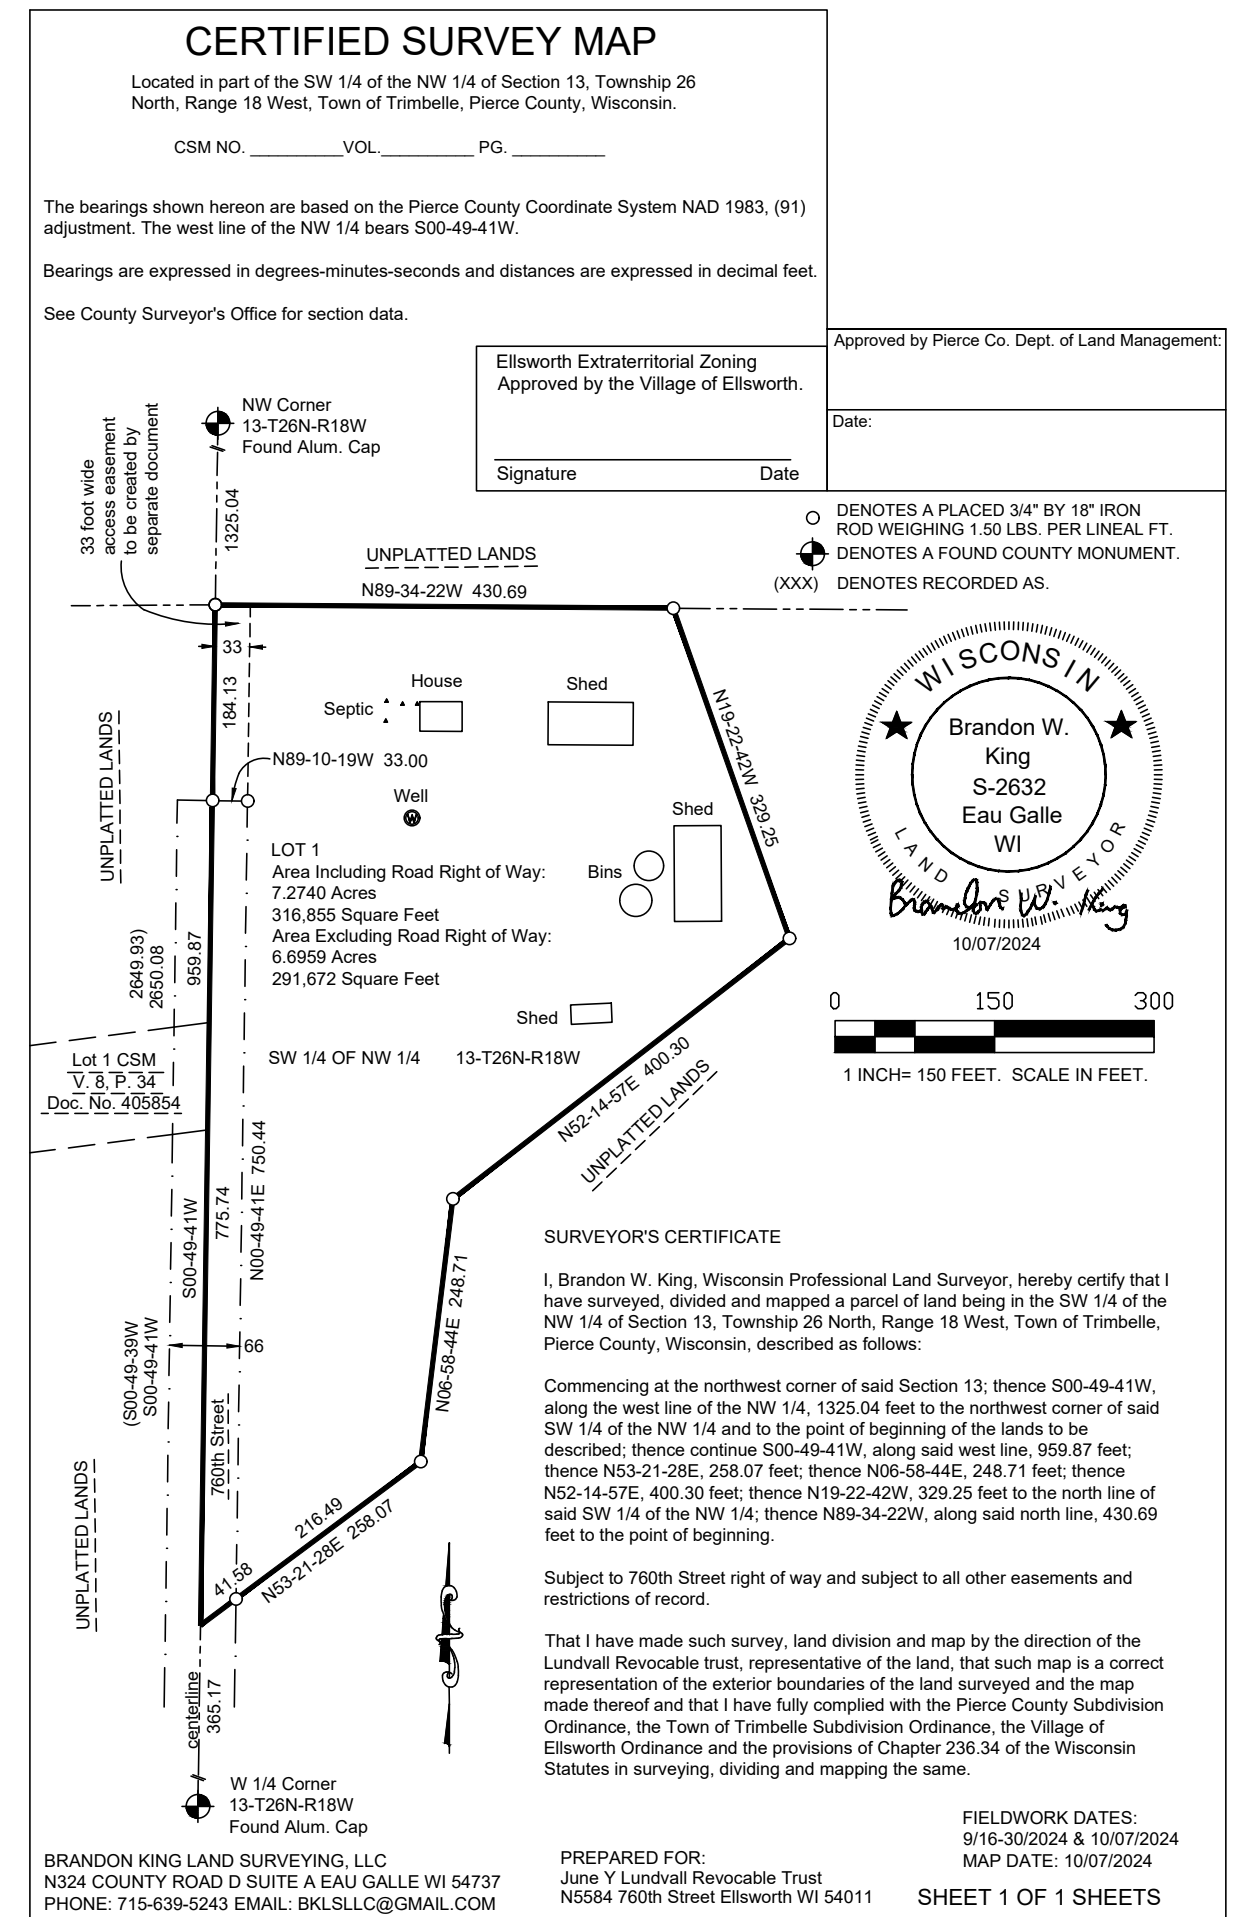 CERTIFIED SURVEY MAP
Located in part of the SW 1/4 of the NW 1/4 of Section 13, Township 26
North, Range 18 West, Town of Trimbelle, Pierce County, Wisconsin.
CSM NO. __________VOL.__________ PG. __________
The bearings shown hereon are based on the Pierce County Coordinate System NAD 1983, (91)
adjustment. The west line of the NW 1/4 bears S00-49-41W.
Bearings are expressed in degrees-minutes-seconds and distances are expressed in decimal feet.
See County Surveyor's Office for section data.
Ellsworth Extraterritorial Zoning
Approved by the Village of Ellsworth.
Signature Date
Approved by Pierce Co. Dept. of Land Management:
Date:
NW Corner
13-T26N-R18W
Found Alum. Cap
33 foot wide
access easement
to be created by
separate document
1325.04
DENOTES A PLACED 3/4" BY 18" IRON
ROD WEIGHING 1.50 LBS. PER LINEAL FT.
DENOTES A FOUND COUNTY MONUMENT.
(XXX) DENOTES RECORDED AS.
UNPLATTED LANDS
N89-34-22W 430.69
33
184.13
House
Septic
Shed
N19-22-42W 329.25
UNPLATTED LANDS
N89-10-19W 33.00
Well
W
Shed
Bins
LOT 1
Area Including Road Right of Way:
7.2740 Acres
316,855 Square Feet
Area Excluding Road Right of Way:
6.6959 Acres
291,672 Square Feet
WISCONSIN
Brandon W.
King
S-2632
Eau Galle
WI
LAND SURVEYOR
Brandon W. King
10/07/2024
2649.93)
2650.08
959.87
Shed
SW 1/4 OF NW 1/4 13-T26N-R18W
0 150 300
1 INCH= 150 FEET. SCALE IN FEET.
Lot 1 CSM
V. 8, P. 34
Doc. No. 405854
N52-14-57E 400.30
UNPLATTED LANDS
S00-49-41W
775.74
N00-49-41E 750.44
N06-58-44E 248.71
66
(S00-49-39W
S00-49-41W
760th Street
UNPLATTED LANDS
216.49
N53-21-28E 258.07
41.58
centerline
365.17
W 1/4 Corner
13-T26N-R18W
Found Alum. Cap
SURVEYOR'S CERTIFICATE
I, Brandon W. King, Wisconsin Professional Land Surveyor, hereby certify that I
have surveyed, divided and mapped a parcel of land being in the SW 1/4 of the
NW 1/4 of Section 13, Township 26 North, Range 18 West, Town of Trimbelle,
Pierce County, Wisconsin, described as follows:
Commencing at the northwest corner of said Section 13; thence S00-49-41W,
along the west line of the NW 1/4, 1325.04 feet to the northwest corner of said
SW 1/4 of the NW 1/4 and to the point of beginning of the lands to be
described; thence continue S00-49-41W, along said west line, 959.87 feet;
thence N53-21-28E, 258.07 feet; thence N06-58-44E, 248.71 feet; thence
N52-14-57E, 400.30 feet; thence N19-22-42W, 329.25 feet to the north line of
said SW 1/4 of the NW 1/4; thence N89-34-22W, along said north line, 430.69
feet to the point of beginning.
Subject to 760th Street right of way and subject to all other easements and
restrictions of record.
That I have made such survey, land division and map by the direction of the
Lundvall Revocable trust, representative of the land, that such map is a correct
representation of the exterior boundaries of the land surveyed and the map
made thereof and that I have fully complied with the Pierce County Subdivision
Ordinance, the Town of Trimbelle Subdivision Ordinance, the Village of
Ellsworth Ordinance and the provisions of Chapter 236.34 of the Wisconsin
Statutes in surveying, dividing and mapping the same.
BRANDON KING LAND SURVEYING, LLC
N324 COUNTY ROAD D SUITE A EAU GALLE WI 54737
PHONE: 715-639-5243 EMAIL: BKLSLLC@GMAIL.COM
PREPARED FOR:
June Y Lundvall Revocable Trust
N5584 760th Street Ellsworth WI 54011
FIELDWORK DATES:
9/16-30/2024 & 10/07/2024
MAP DATE: 10/07/2024
SHEET 1 OF 1 SHEETS